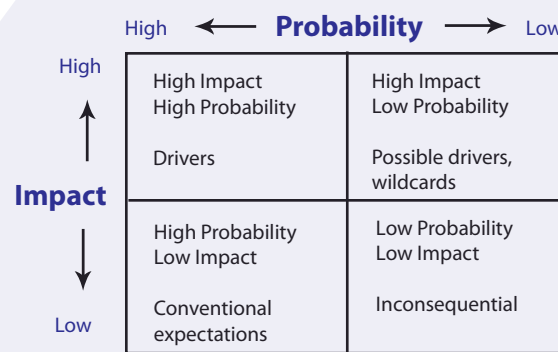 High Probability Low
High
High Impact
High Probability
Drivers
High Impact
Low Probability
Possible drivers,
wildcards
Impact
High Probability
Low Impact
Conventional
expectations
Low Probability
Low Impact
Inconsequential
Low